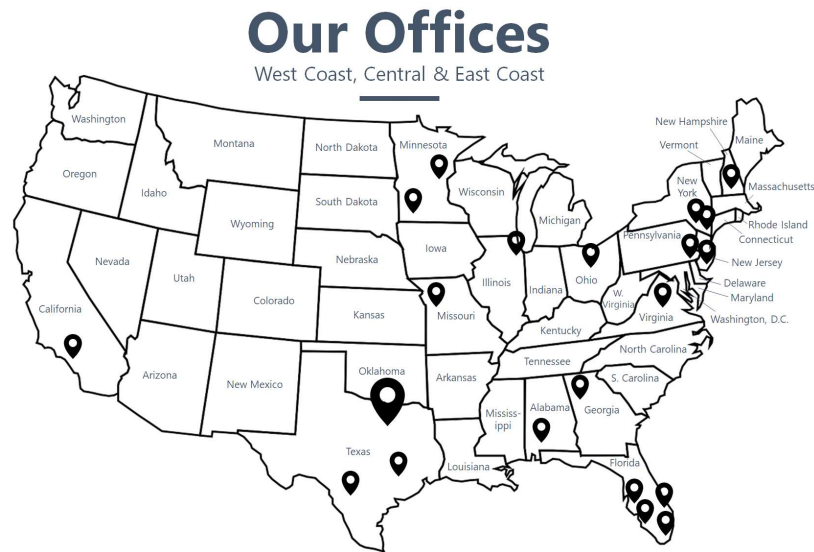 Our Offices
West Coast, Central & East Coast
Washington
Oregon
Idaho
Montana
North Dakota
Minnesota
New Hampshire
Vermont
Maine
Massachusetts
New
York
Rhode Island
Connecticut
South Dakota
Wisconsin
Michigan
Wyoming
Pennsylvania
New Jersey
Nevada
Utah
Nebraska
Iowa
Illinois
Indiana
Ohio
Delaware
Maryland
Washington, D.C.
W.
Virginia
Virginia
California
Colorado
Kansas
Missouri
Kentucky
North Carolina
Tennessee
S. Carolina
Arizona
New Mexico
Oklahoma
Arkansas
Mississ-
ippi
Alabama
Georgia
Texas
Louisiana
Florida